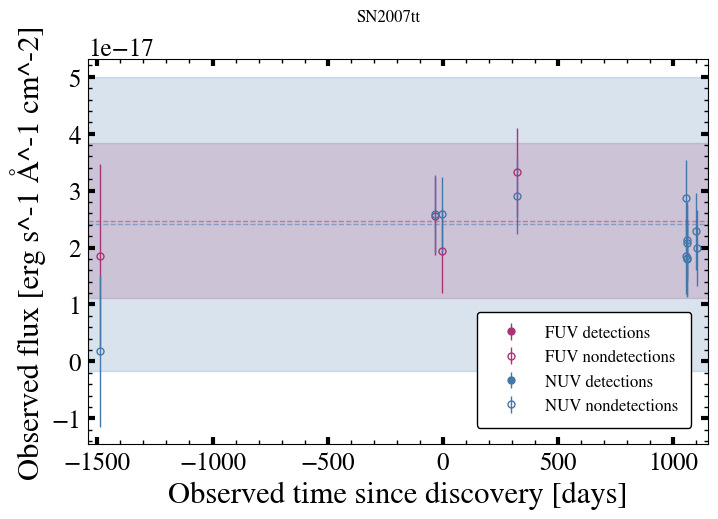 SN2007tt
1e−17
Observed flux [erg s^-1 Å^-1 cm^-2]
5
4
3
2
1
0
−1
FUV detections
FUV nondetections
NUV detections
NUV nondetections
−1500 −1000 −500 0 500 1000
Observed time since discovery [days]